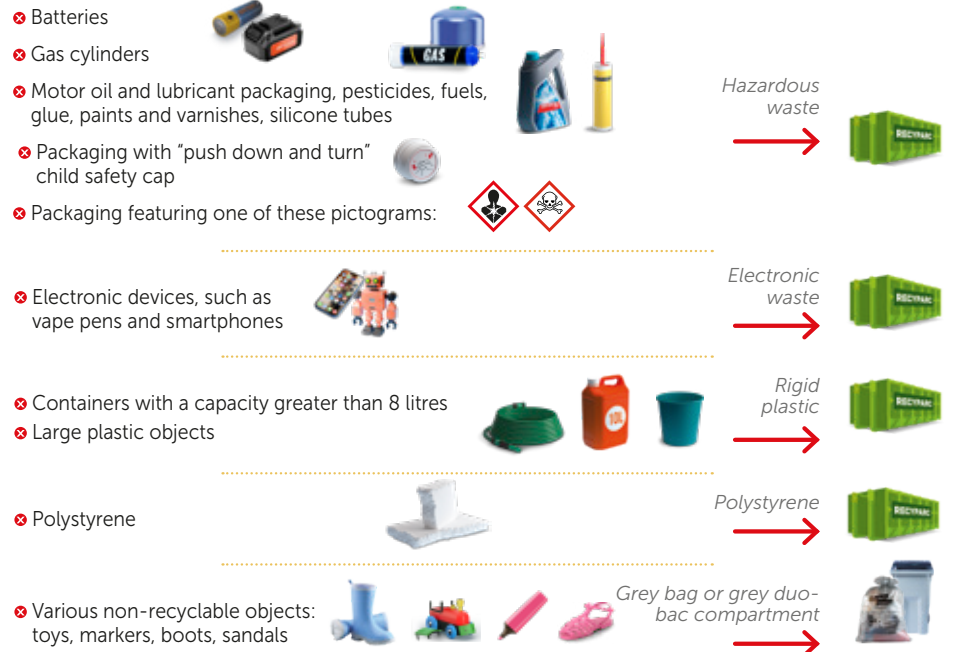 Batteries
GAS
Gas cylinders
Motor oil and lubricant packaging, pesticides, fuels,
glue, paints and varnishes, silicone tubes
Hazardous
waste
RECYPARC
Packaging with “push down and turn”
child safety cap
Packaging featuring one of these pictograms:
Electronic devices, such as
vape pens and smartphones
Electronic
waste
RECYPARC
Containers with a capacity greater than 8 litres
Large plastic objects
10L
Rigid
plastic
RECYPARC
Polystyrene
Polystyrene
RECYPARC
Various non-recyclable objects:
toys, markers, boots, sandals
Grey bag or grey duo-
bac compartment